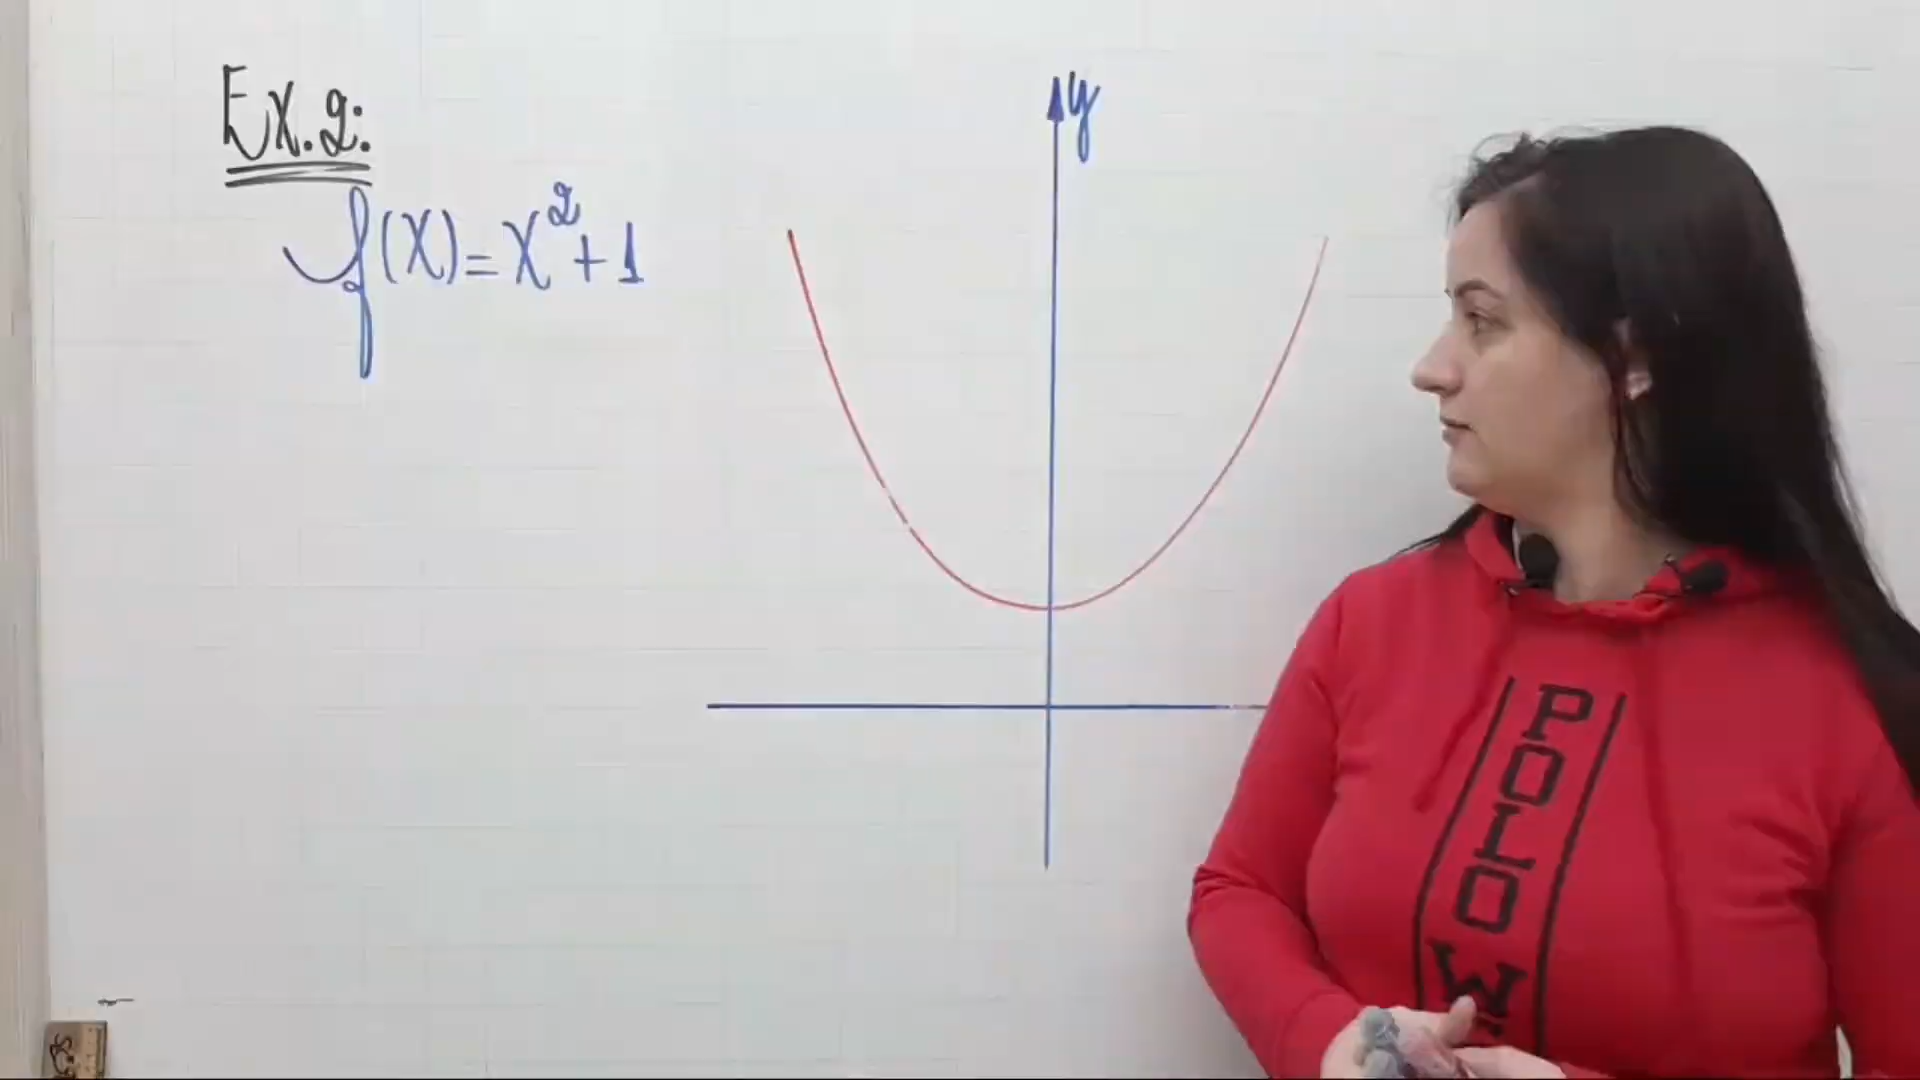 Ex. 2:
f(x) = x² + 1
y
POLO